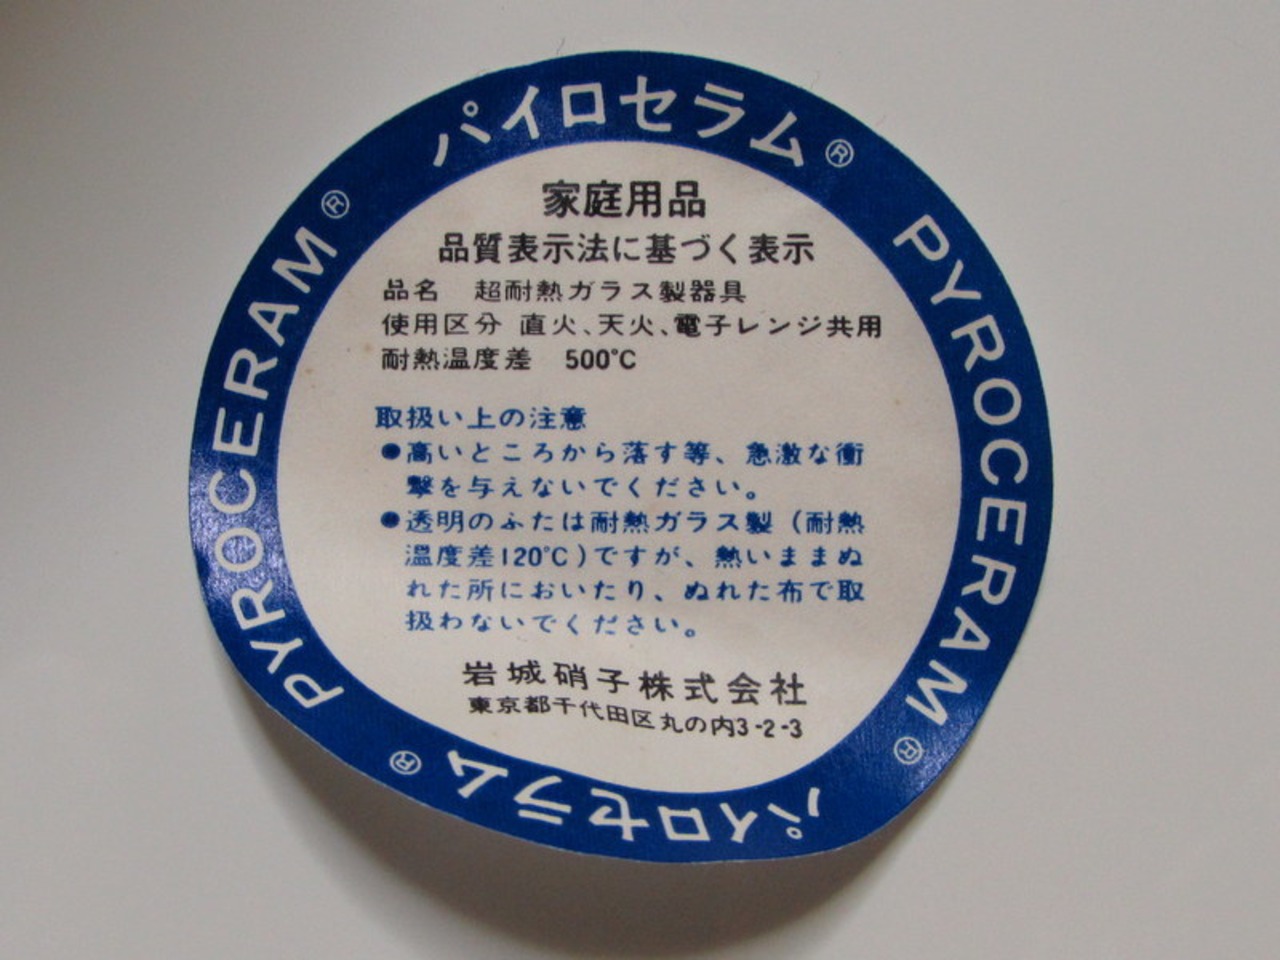 パイロセラム®
PYROCERAM®
家庭用品
品質表示法に基づく表示
品名 超耐熱ガラス製器具
使用区分 直火、天火、電子レンジ共用
耐熱温度差 500°C
取扱い上の注意
●高いところから落す等、急激な衝
撃を与えないでください。
●透明のふたは耐熱ガラス製(耐熱
温度差120°C)ですが、熱いままぬ
れた所においたり、ぬれた布で取
扱わないでください。
岩城硝子株式会社
東京都千代田区丸の内3-2-3
パイロセラム®
PYROCERAM®